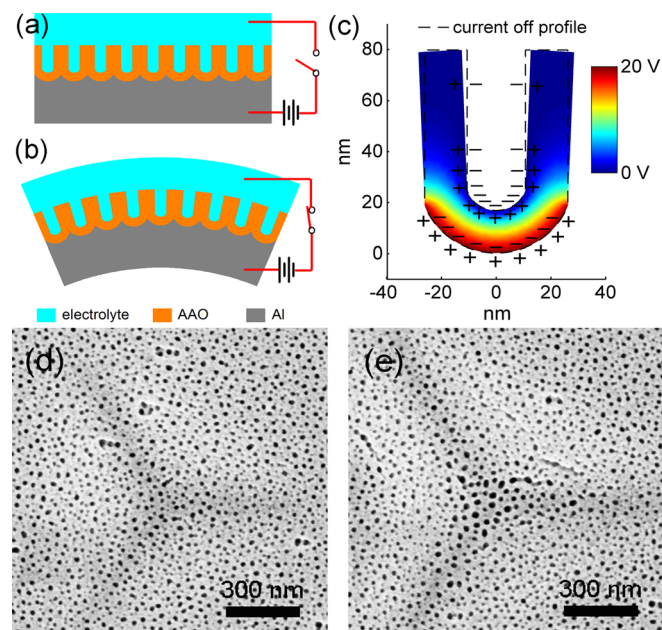 (a)
(b)
electrolyte AAO Al
(c) — — current off profile
80
60
40
20
0
nm
-40 -20 0 20 40
nm
20 V
0 V
(d)
300 nm
(e)
300 nm